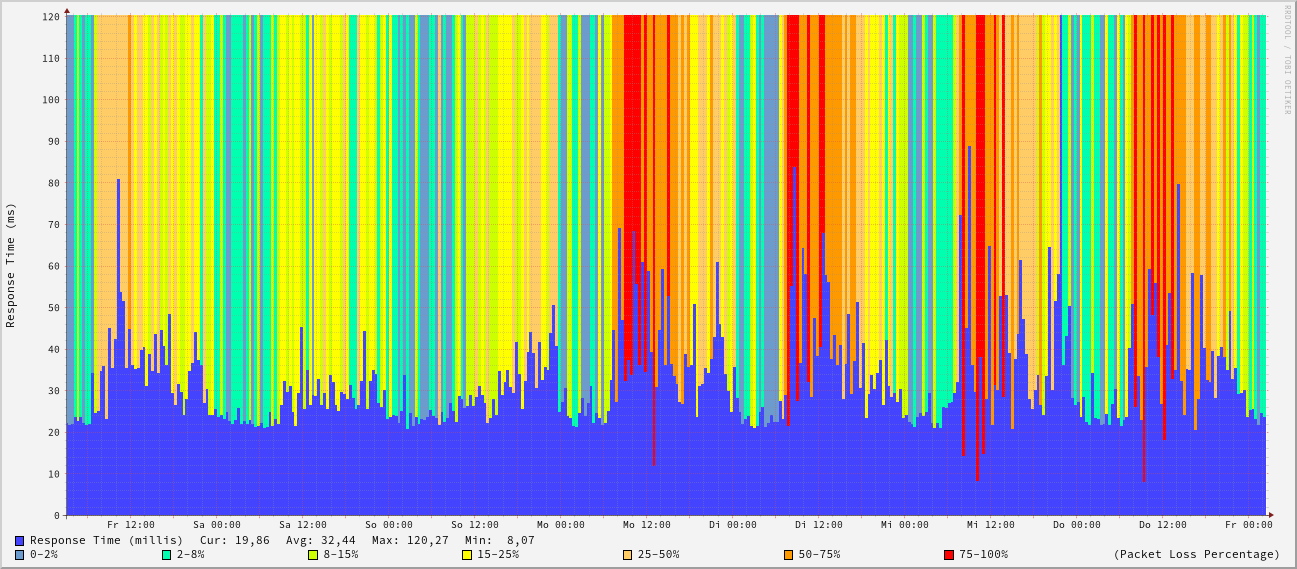 RRDTOOL / TOBI OETIKER
Response Time (ms)
120
110
100
90
80
70
60
50
40
30
20
10
0
Fr 12:00 Sa 00:00 Sa 12:00 So 00:00 So 12:00 Mo 00:00 Mo 12:00 Di 00:00 Di 12:00 Mi 00:00 Mi 12:00 Do 00:00 Do 12:00 Fr 00:00
Response Time (millis) Cur: 19,86 Avg: 32,44 Max: 120,27 Min: 8,07
0-2% 2-8% 8-15% 15-25% 25-50% 50-75% 75-100% (Packet Loss Percentage)